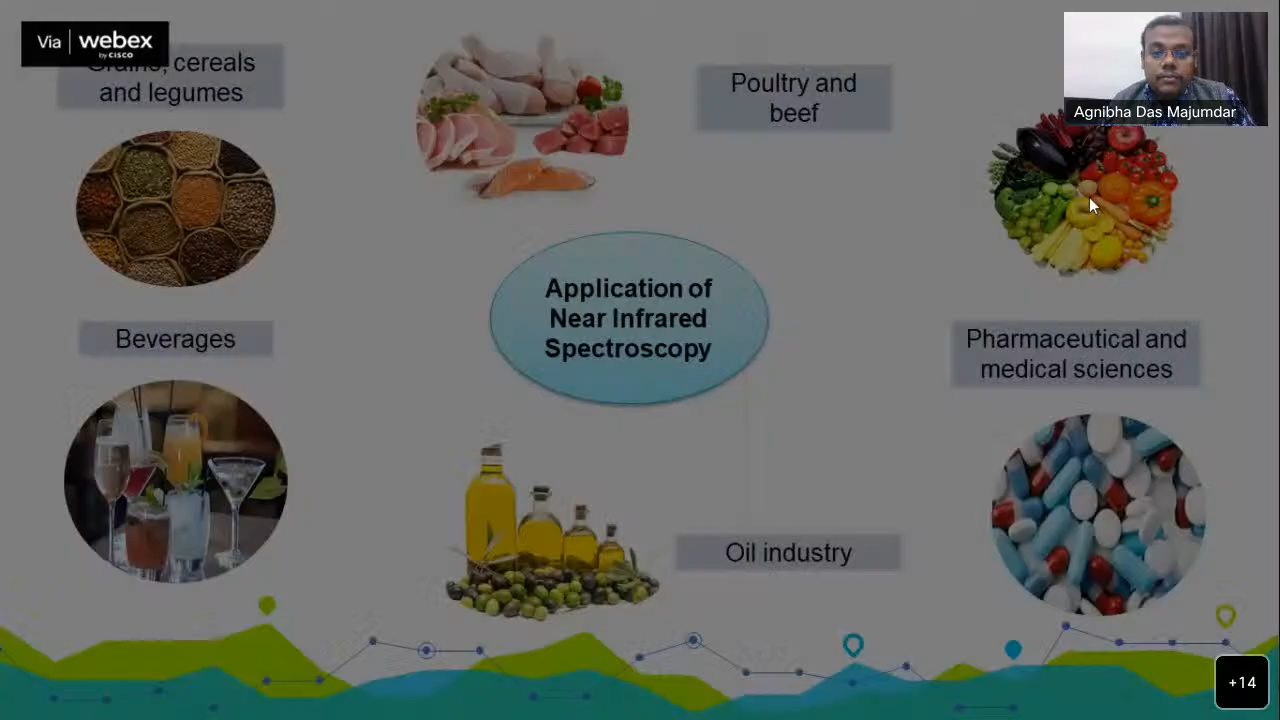 Via webex
by CISCO
Grains, cereals
and legumes
Poultry and
beef
Agnibha Das Majumdar
Application of
Near Infrared
Spectroscopy
Beverages
Pharmaceutical and
medical sciences
Oil industry
+14